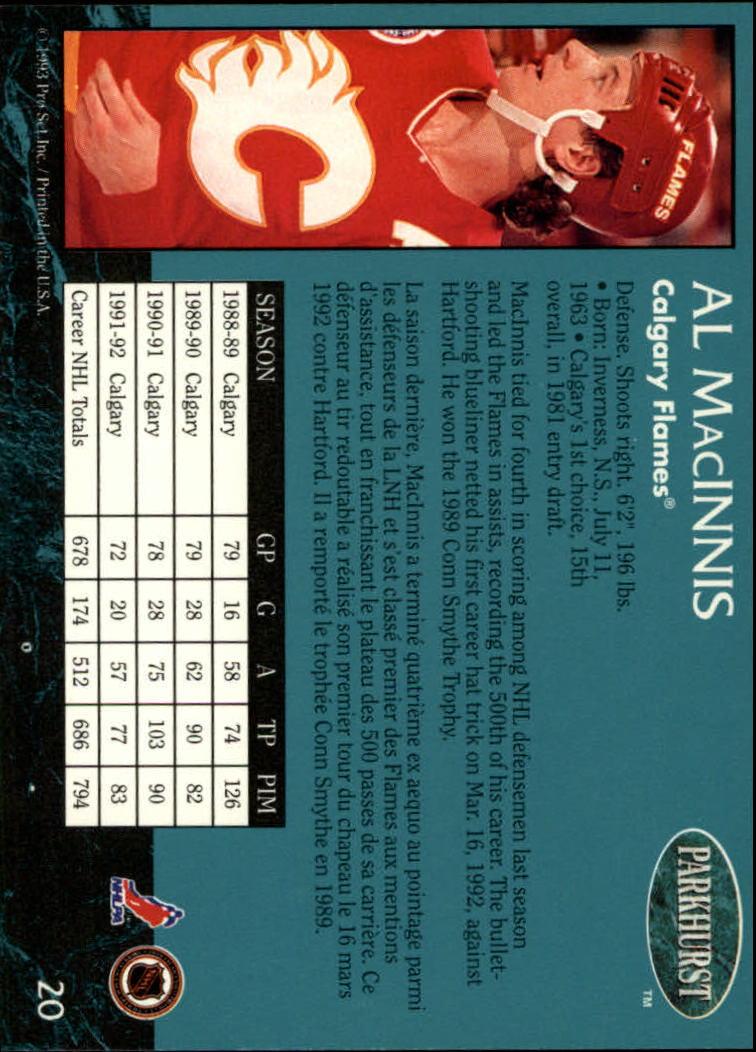 AL MACINNIS
Calgary Flames®
PARKHURST
TM
Defense. Shoots right. 6'2", 196 lbs.
• Born: Inverness, N.S., July 11,
1963 • Calgary's 1st choice, 15th
overall, in 1981 entry draft.
FLAMES
C
MacInnis tied for fourth in scoring among NHL defensemen last season
and led the Flames in assists, recording the 500th of his career. The bullet-
shooting blueliner netted his first career hat trick on Mar. 16, 1992, against
Hartford. He won the 1989 Conn Smythe Trophy.
La saison dernière, MacInnis a terminé quatrième ex aequo au pointage parmi
les défenseurs de la LNH et s'est classé premier des Flames aux mentions
d'assistance, tout en franchissant le plateau des 500 passes de sa carrière. Ce
défenseur au tir redoutable a réalisé son premier tour du chapeau le 16 mars
1992 contre Hartford. Il a remporté le trophée Conn Smythe en 1989.
SEASON GP G A TP PIM
1988-89 Calgary 79 16 58 74 126
1989-90 Calgary 79 28 62 90 82
1990-91 Calgary 78 28 75 103 90
1991-92 Calgary 72 20 57 77 83
Career NHL Totals 678 174 512 686 794
NHLPA
NHL
© 1993 Pro Set Inc. / Printed in the U.S.A.
20